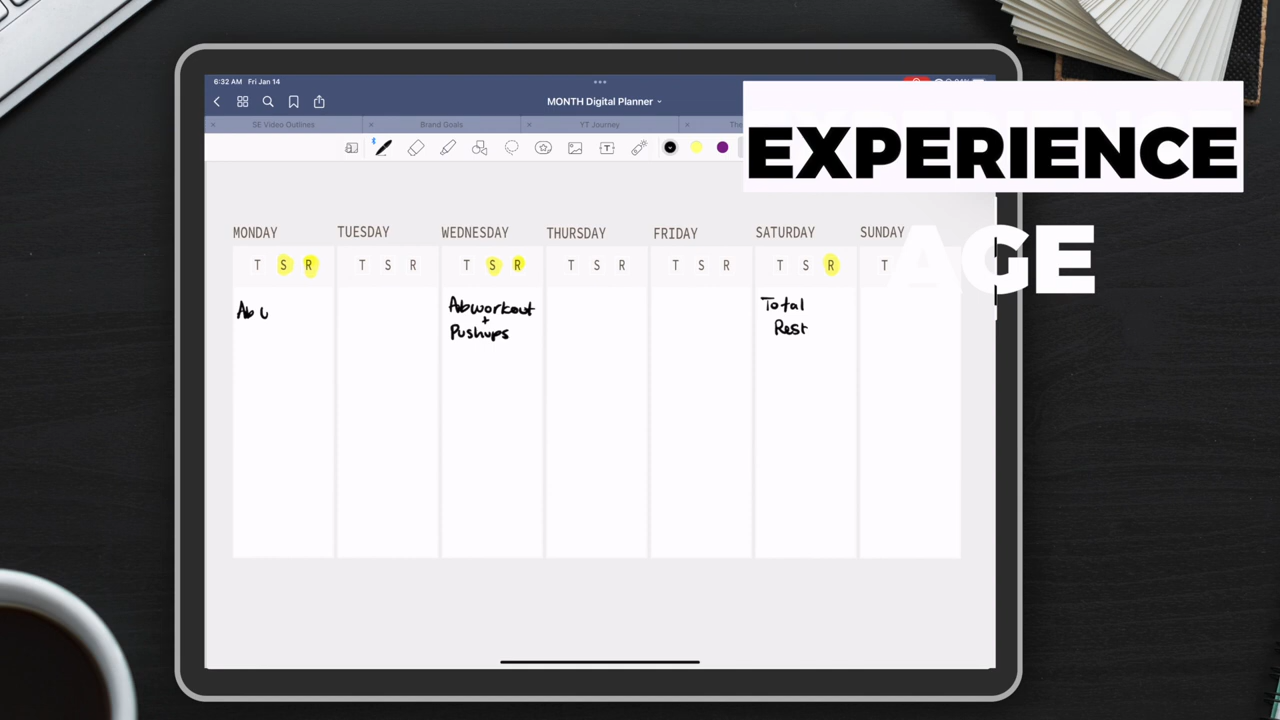 6:32 AM Fri Jan 14
MONTH Digital Planner
SE Video Outlines
Brand Goals
YT Journey
The
EXPERIENCE
AGE
MONDAY TUESDAY WEDNESDAY THURSDAY FRIDAY SATURDAY SUNDAY
T S R T S R T S R T S R T S R T S R T
Ab
Abworkout
+
Pushups
Total
Rest